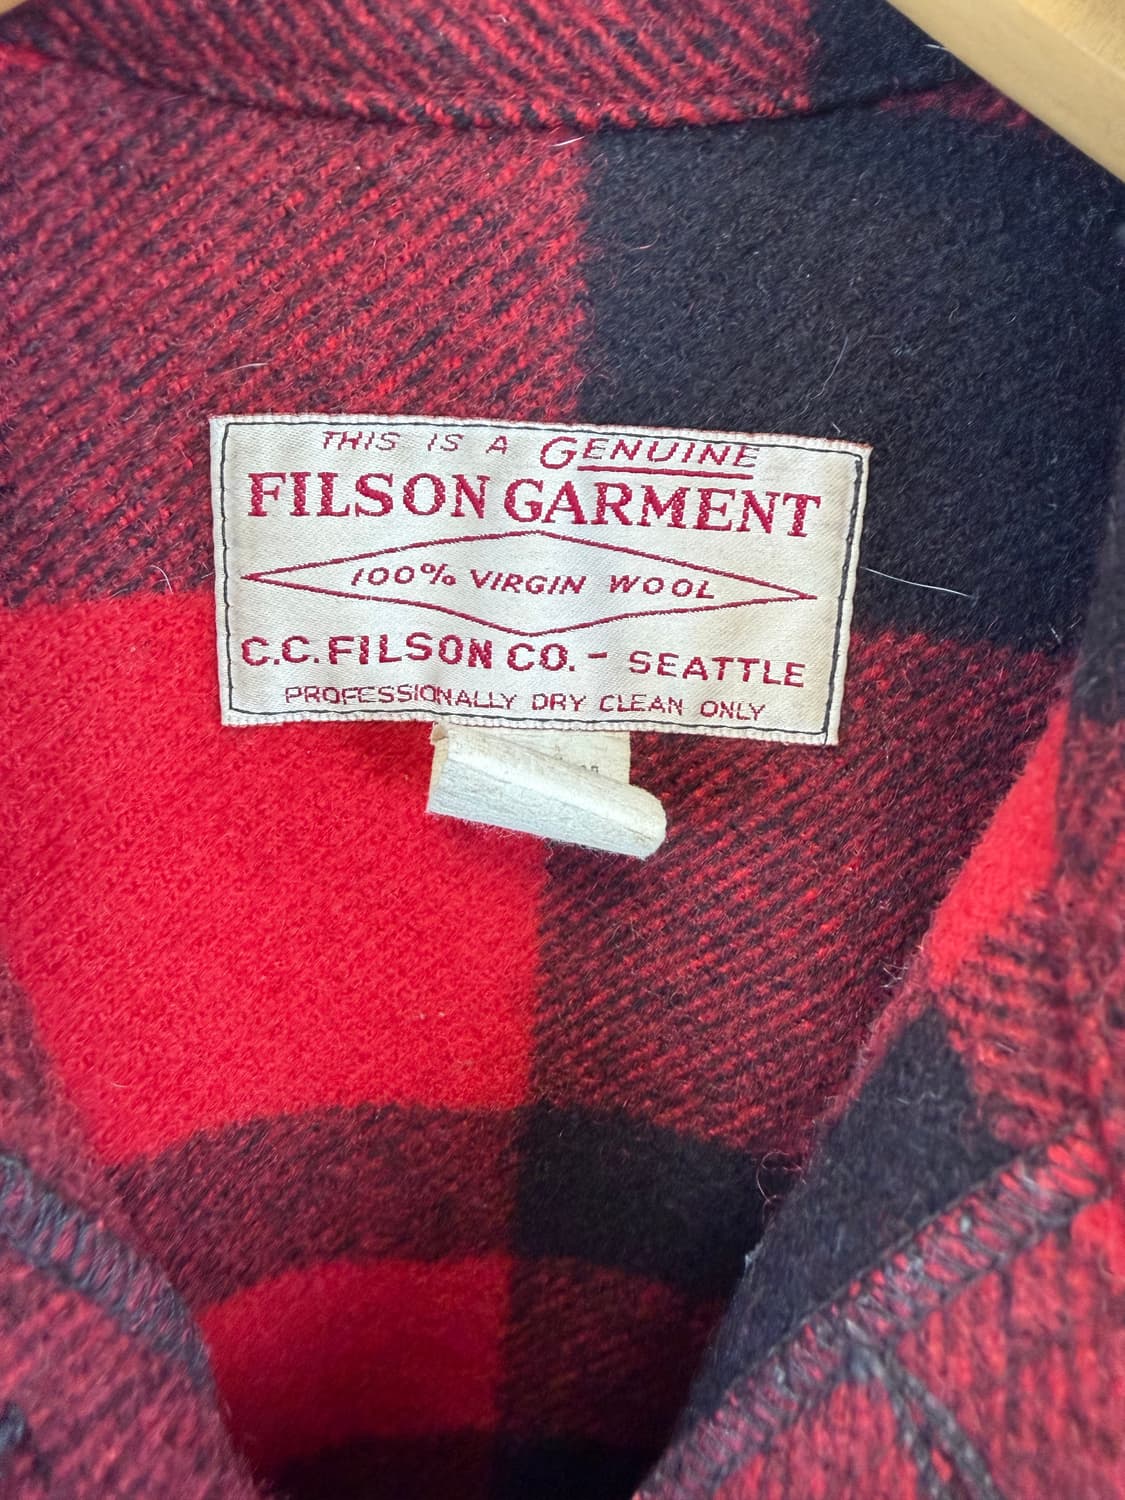 THIS IS A GENUINE
FILSON GARMENT
100% VIRGIN WOOL
C.C. FILSON CO. - SEATTLE
PROFESSIONALLY DRY CLEAN ONLY